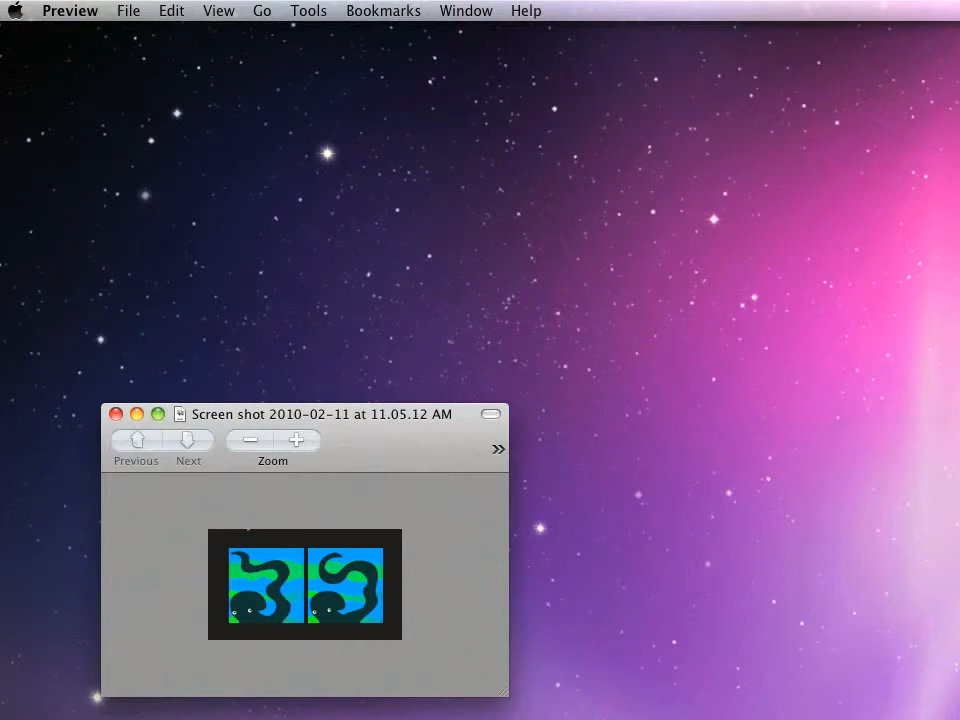 Preview File Edit View Go Tools Bookmarks Window Help
Screen shot 2010-02-11 at 11.05.12 AM
Previous Next Zoom